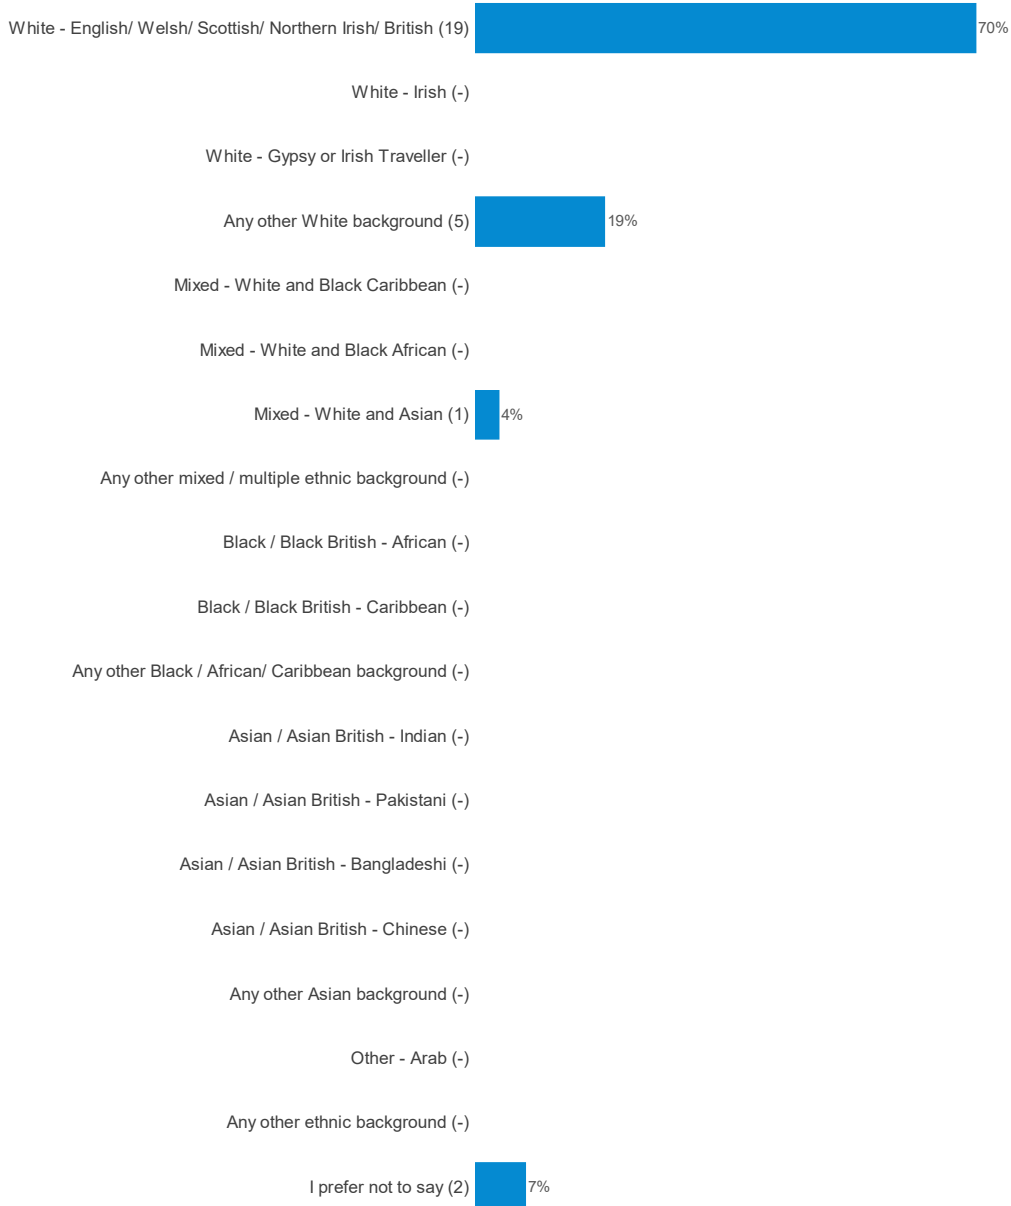 White - English/ Welsh/ Scottish/ Northern Irish/ British (19) 70%
White - Irish (-)
White - Gypsy or Irish Traveller (-)
Any other White background (5) 19%
Mixed - White and Black Caribbean (-)
Mixed - White and Black African (-)
Mixed - White and Asian (1) 4%
Any other mixed / multiple ethnic background (-)
Black / Black British - African (-)
Black / Black British - Caribbean (-)
Any other Black / African/ Caribbean background (-)
Asian / Asian British - Indian (-)
Asian / Asian British - Pakistani (-)
Asian / Asian British - Bangladeshi (-)
Asian / Asian British - Chinese (-)
Any other Asian background (-)
Other - Arab (-)
Any other ethnic background (-)
I prefer not to say (2) 7%